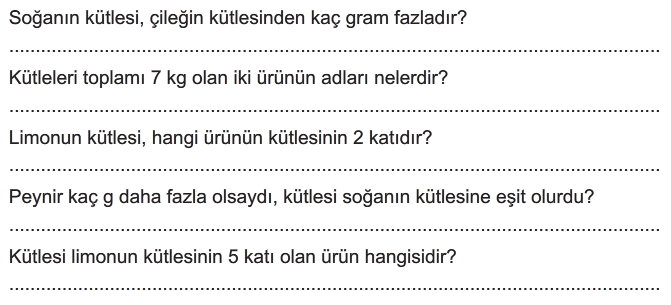 Soğanın kütlesi, çileğin kütlesinden kaç gram fazladır?
....................................................................................................................
Kütleleri toplamı 7 kg olan iki ürünün adları nelerdir?
....................................................................................................................
Limonun kütlesi, hangi ürünün kütlesinin 2 katıdır?
....................................................................................................................
Peynir kaç g daha fazla olsaydı, kütlesi soğanın kütlesine eşit olurdu?
....................................................................................................................
Kütlesi limonun kütlesinin 5 katı olan ürün hangisidir?
....................................................................................................................